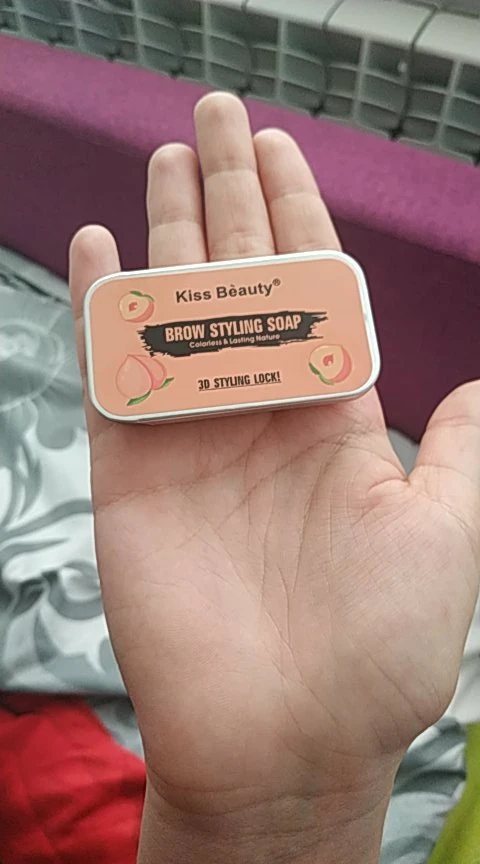 Kiss Bèauty®
BROW STYLING SOAP
Colorless & Lasting Nature
3D STYLING LOCK!